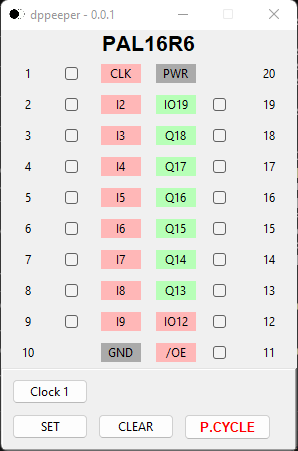 dppeeper - 0.0.1
PAL16R6
1 CLK PWR 20
2 I2 IO19 19
3 I3 Q18 18
4 I4 Q17 17
5 I5 Q16 16
6 I6 Q15 15
7 I7 Q14 14
8 I8 Q13 13
9 I9 IO12 12
10 GND /OE 11
Clock 1
SET CLEAR P.CYCLE